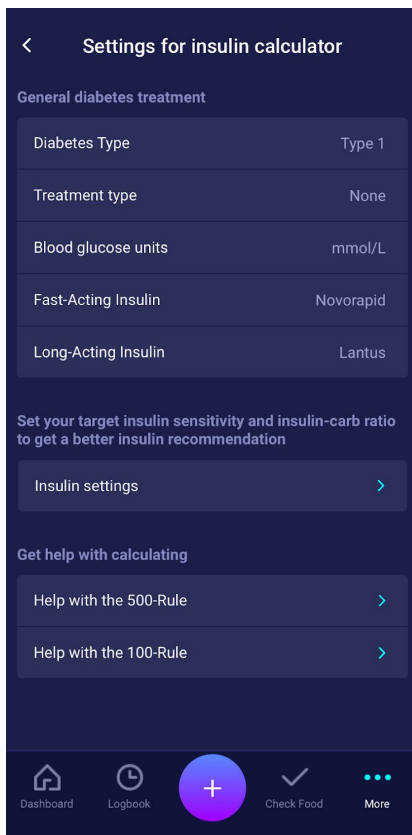 Settings for insulin calculator
General diabetes treatment
Diabetes Type Type 1
Treatment type None
Blood glucose units mmol/L
Fast-Acting Insulin Novorapid
Long-Acting Insulin Lantus
Set your target insulin sensitivity and insulin-carb ratio
to get a better insulin recommendation
Insulin settings
Get help with calculating
Help with the 500-Rule
Help with the 100-Rule
Dashboard Logbook Check Food More